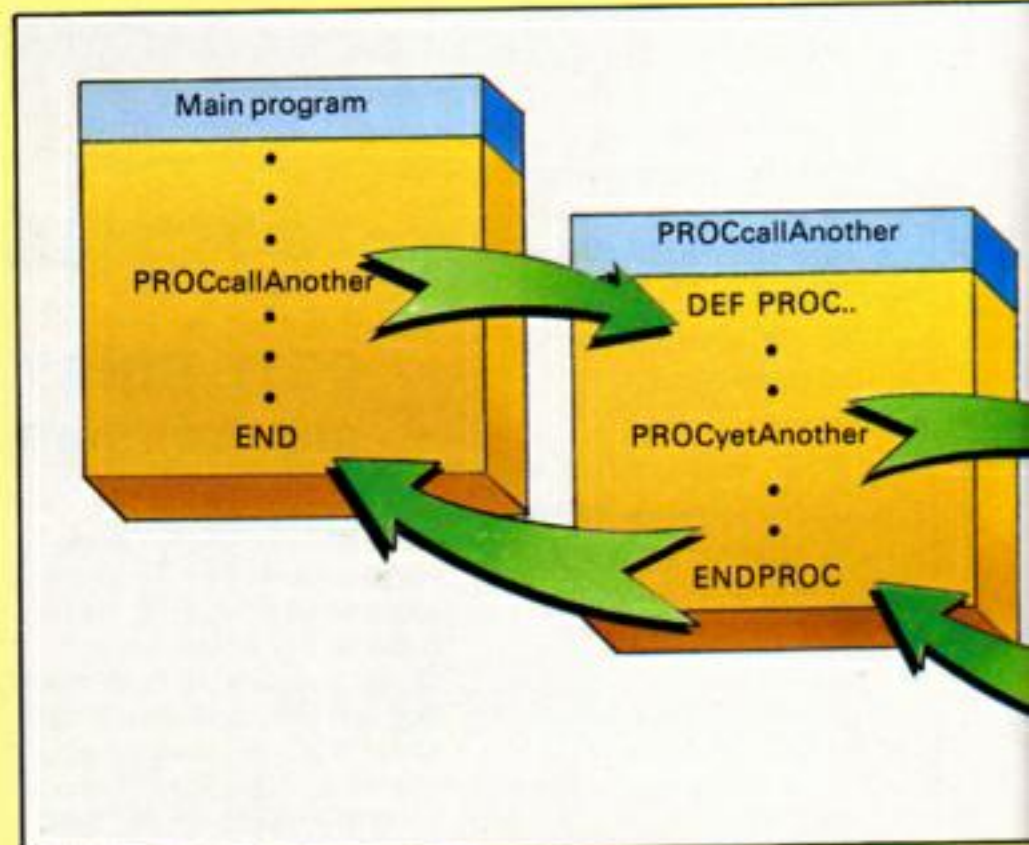 Main program
PROCcallAnother
END
PROCcallAnother
DEF PROC..
PROCyetAnother
ENDPROC